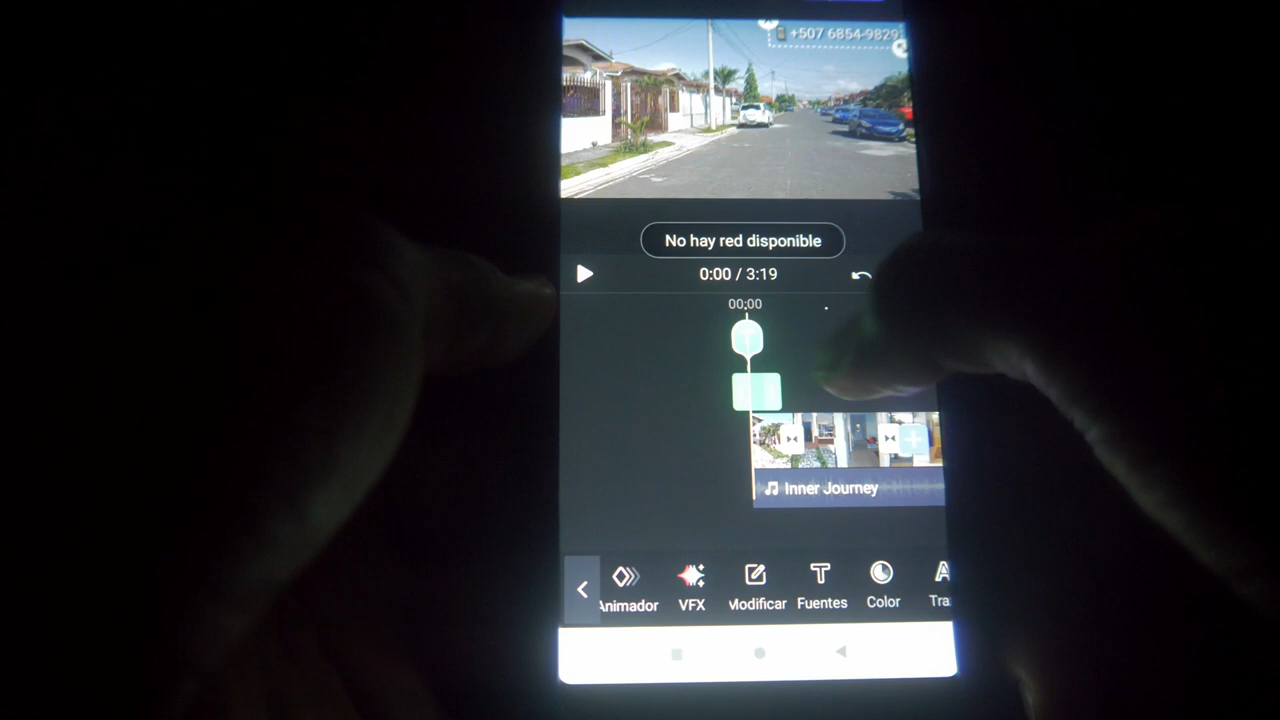 +507 6854-9829
No hay red disponible
0:00 / 3:19
00:00
Inner Journey
Animador VFX Modificar Fuentes Color Tra